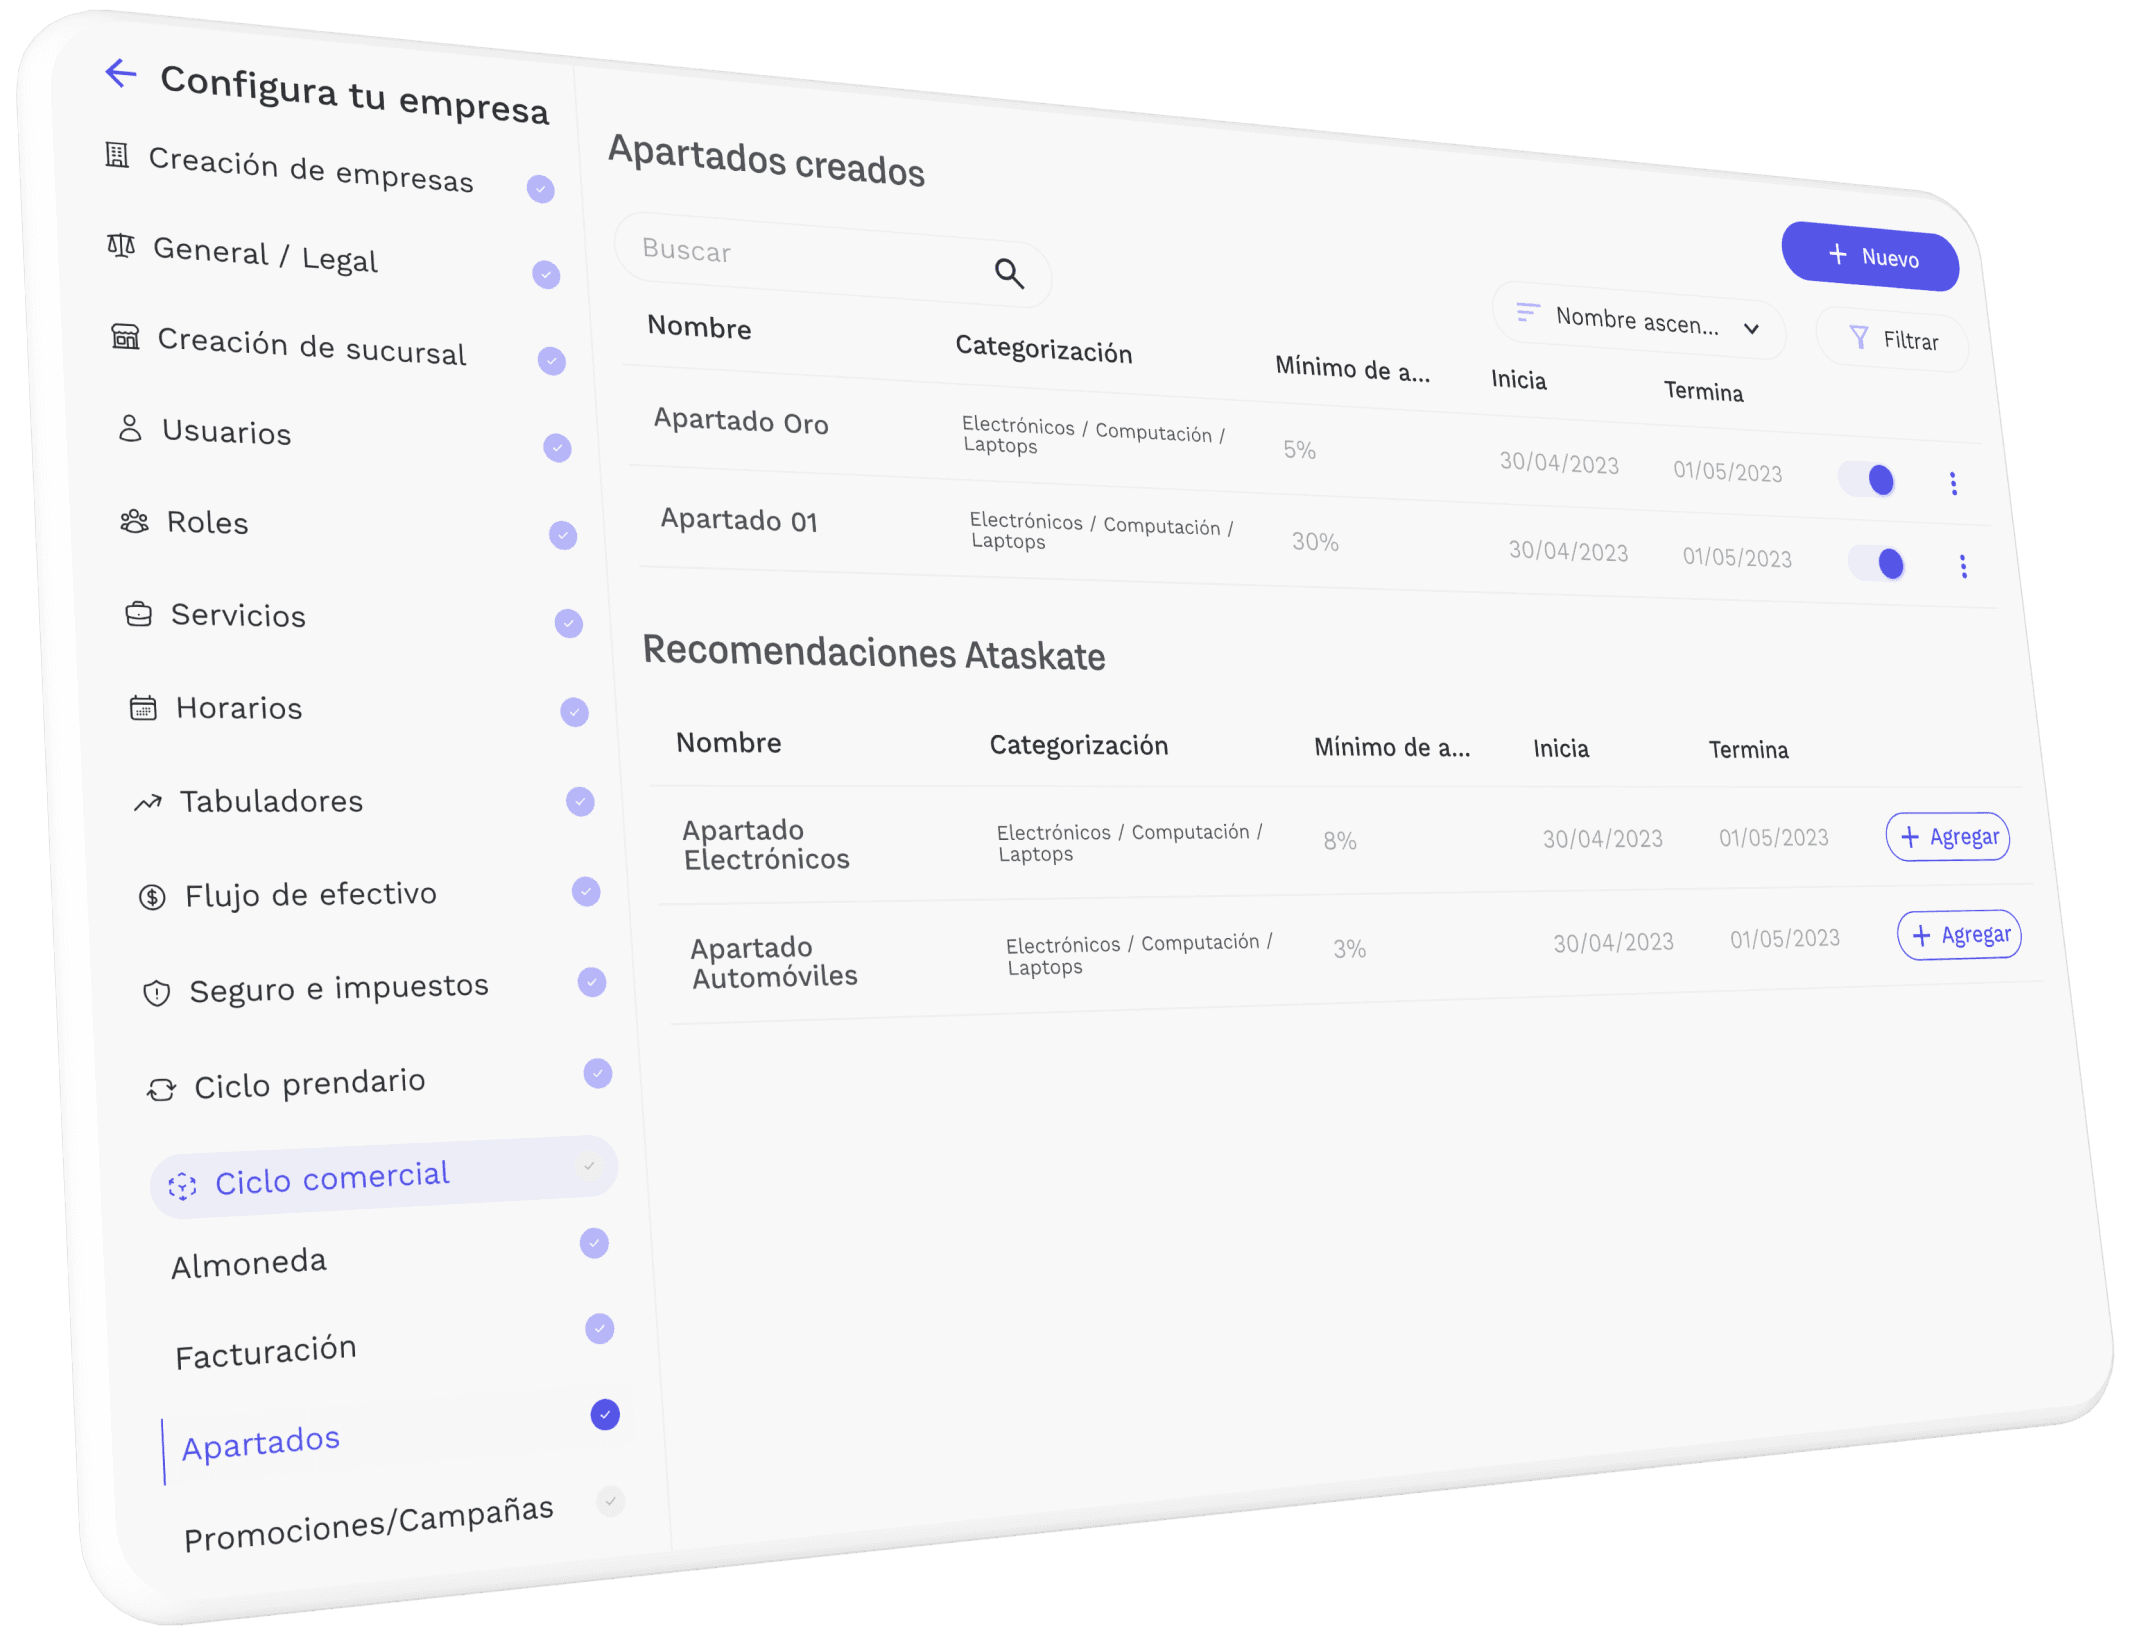 Configura tu empresa
Creación de empresas
General / Legal
Creación de sucursal
Usuarios
Roles
Servicios
Horarios
Tabuladores
Flujo de efectivo
Seguro e impuestos
Ciclo prendario
Ciclo comercial
Almoneda
Facturación
Apartados
Promociones/Campañas
Apartados creados
+ Nuevo
Buscar
Nombre ascen...
Filtrar
Nombre Categorización Mínimo de a... Inicia Termina
Apartado Oro Electrónicos / Computación / 5% 30/04/2023 01/05/2023
Laptops
Apartado 01 Electrónicos / Computación / 30% 30/04/2023 01/05/2023
Laptops
Recomendaciones Ataskate
Nombre Categorización Mínimo de a... Inicia Termina
Apartado Electrónicos / Computación / 8% 30/04/2023 01/05/2023 + Agregar
Electrónicos Laptops
Apartado Electrónicos / Computación / 3% 30/04/2023 01/05/2023 + Agregar
Automóviles Laptops